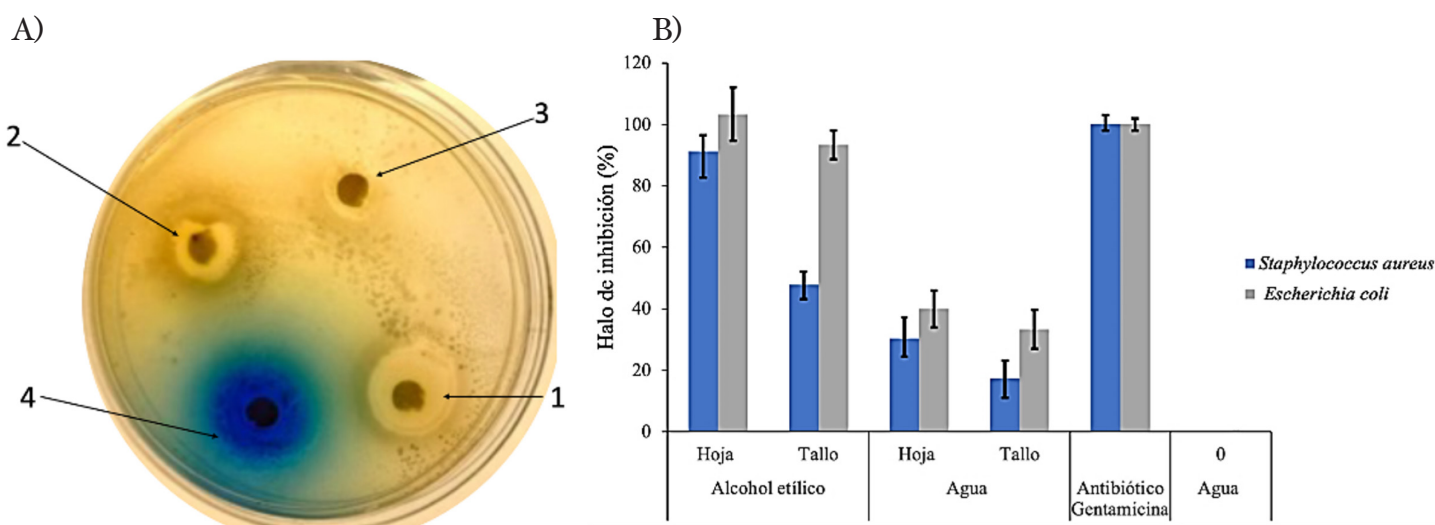 A)
B)
2
3
4
1
Halo dc inhibición (%)
120
100
80
60
40
20
0
Hoja
Tallo
Hoja
Tallo
0
Alcohol etílico
Agua
Antibiótico
Gentamicina
Agua
Staphylococcus aureus
Escherichia coli